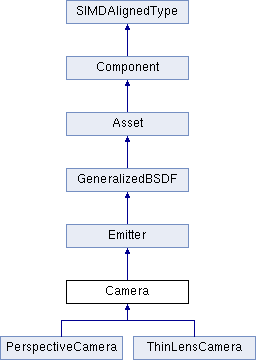 SIMDAlignedType
Component
Asset
GeneralizedBSDF
Emitter
Camera
PerspectiveCamera
ThinLensCamera